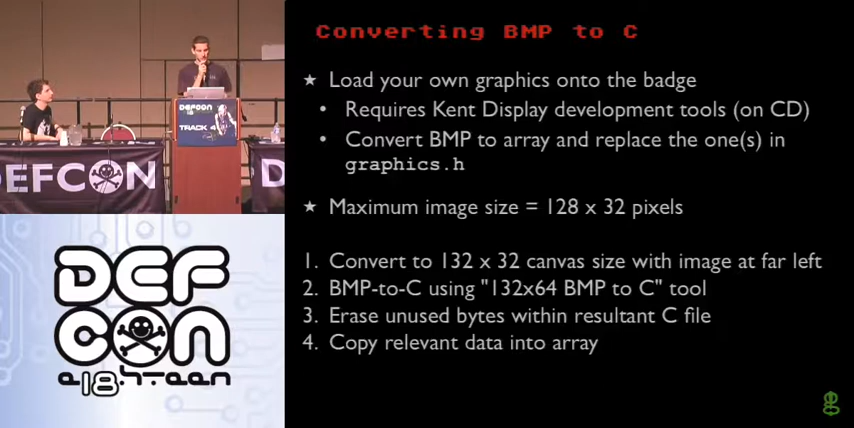 Converting BMP to C
★ Load your own graphics onto the badge
• Requires Kent Display development tools (on CD)
• Convert BMP to array and replace the one(s) in
graphics.h
★ Maximum image size = 128 x 32 pixels
1. Convert to 132 x 32 canvas size with image at far left
2. BMP-to-C using "132x64 BMP to C" tool
3. Erase unused bytes within resultant C file
4. Copy relevant data into array
DEFCON
TRACK 4
DEFCON
D
DEF
CON
e18hteen